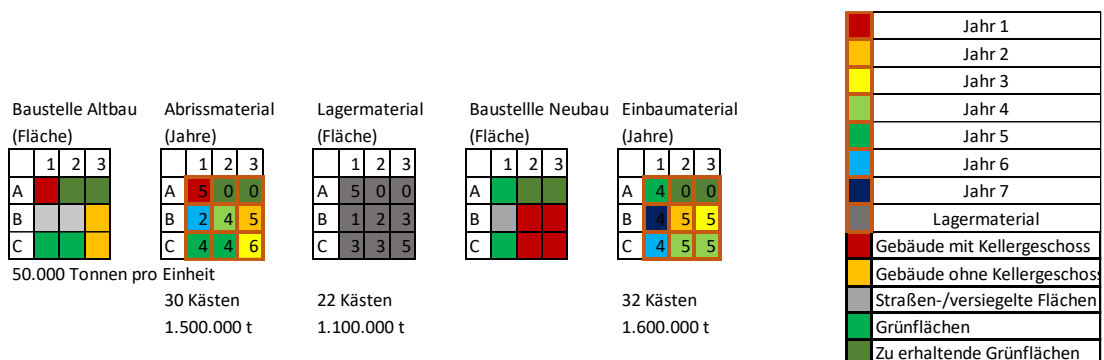 Jahr 1
Jahr 2
Jahr 3
Jahr 4
Jahr 5
Jahr 6
Jahr 7
Lagermaterial
Gebäude mit Kellergeschoss
Gebäude ohne Kellergeschos
Straßen-/versiegelte Flächen
Grünflächen
Zu erhaltende Grünflächen
Baustelle Altbau
(Fläche)
1 2 3
A
B
C
50.000 Tonnen pro Einheit
Abrissmaterial
(Jahre)
1 2 3
A 5 0 0
B 2 4 5
C 4 4 6
30 Kästen
1.500.000 t
Lagermaterial
(Fläche)
1 2 3
A 5 0 0
B 1 2 3
C 3 3 5
22 Kästen
1.100.000 t
Baustellle Neubau
(Fläche)
1 2 3
A
B
C
Einbaumaterial
(Jahre)
1 2 3
A 4 0 0
B 4 5 5
C 4 5 5
32 Kästen
1.600.000 t